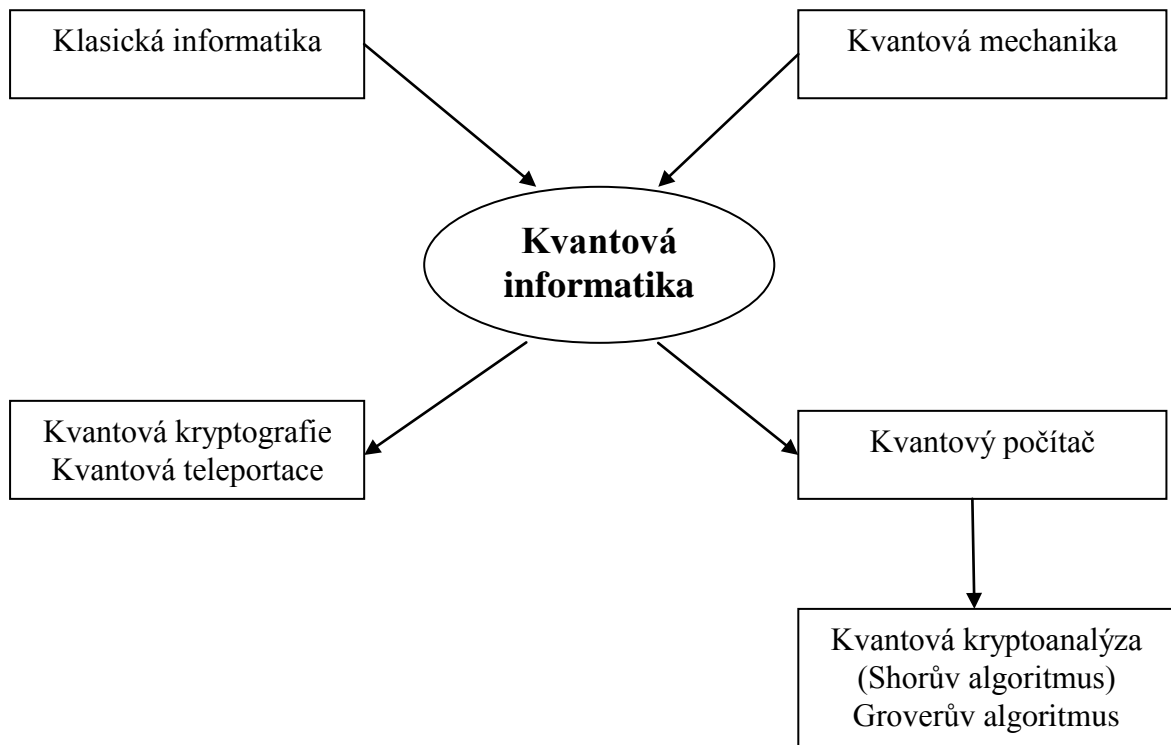 Klasická informatika
Kvantová mechanika
Kvantová
informatika
Kvantová kryptografie
Kvantová teleportace
Kvantový počítač
Kvantová kryptoanalýza
(Shorův algoritmus)
Groverův algoritmus